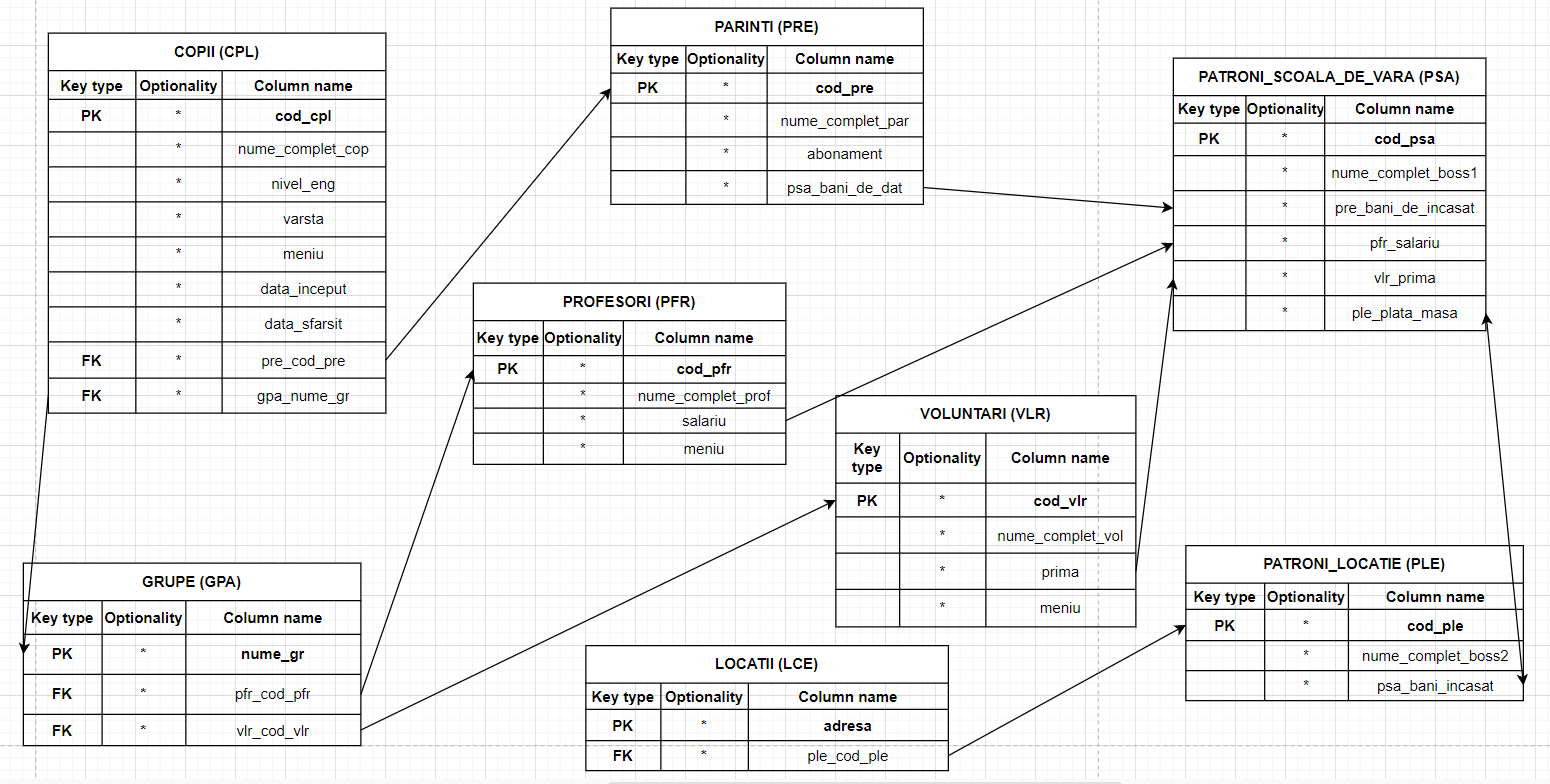 COPII (CPL)
Key type Optionality Column name
PK * cod_cpl
* nume_complet_cop
* nivel_eng
* varsta
* meniu
* data_inceput
* data_sfarsit
FK * pre_cod_pre
FK * gpa_nume_gr
PARINTI (PRE)
Key type Optionality Column name
PK * cod_pre
* nume_complet_par
* abonament
* psa_bani_de_dat
PATRONI_SCOALA_DE_VARA (PSA)
Key type Optionality Column name
PK * cod_psa
* nume_complet_boss1
* pre_bani_de_incasat
* pfr_salariu
* vlr_prima
* ple_plata_masa
PROFESORI (PFR)
Key type Optionality Column name
PK * cod_pfr
* nume_complet_prof
* salariu
* meniu
VOLUNTARI (VLR)
Key
type Optionality Column name
PK * cod_vlr
* nume_complet_vol
* prima
* meniu
GRUPE (GPA)
Key type Optionality Column name
PK * nume_gr
FK * pfr_cod_pfr
FK * vlr_cod_vlr
LOCATII (LCE)
Key type Optionality Column name
PK * adresa
FK * ple_cod_ple
PATRONI_LOCATIE (PLE)
Key type Optionality Column name
PK * cod_ple
* nume_complet_boss2
* psa_bani_incasat